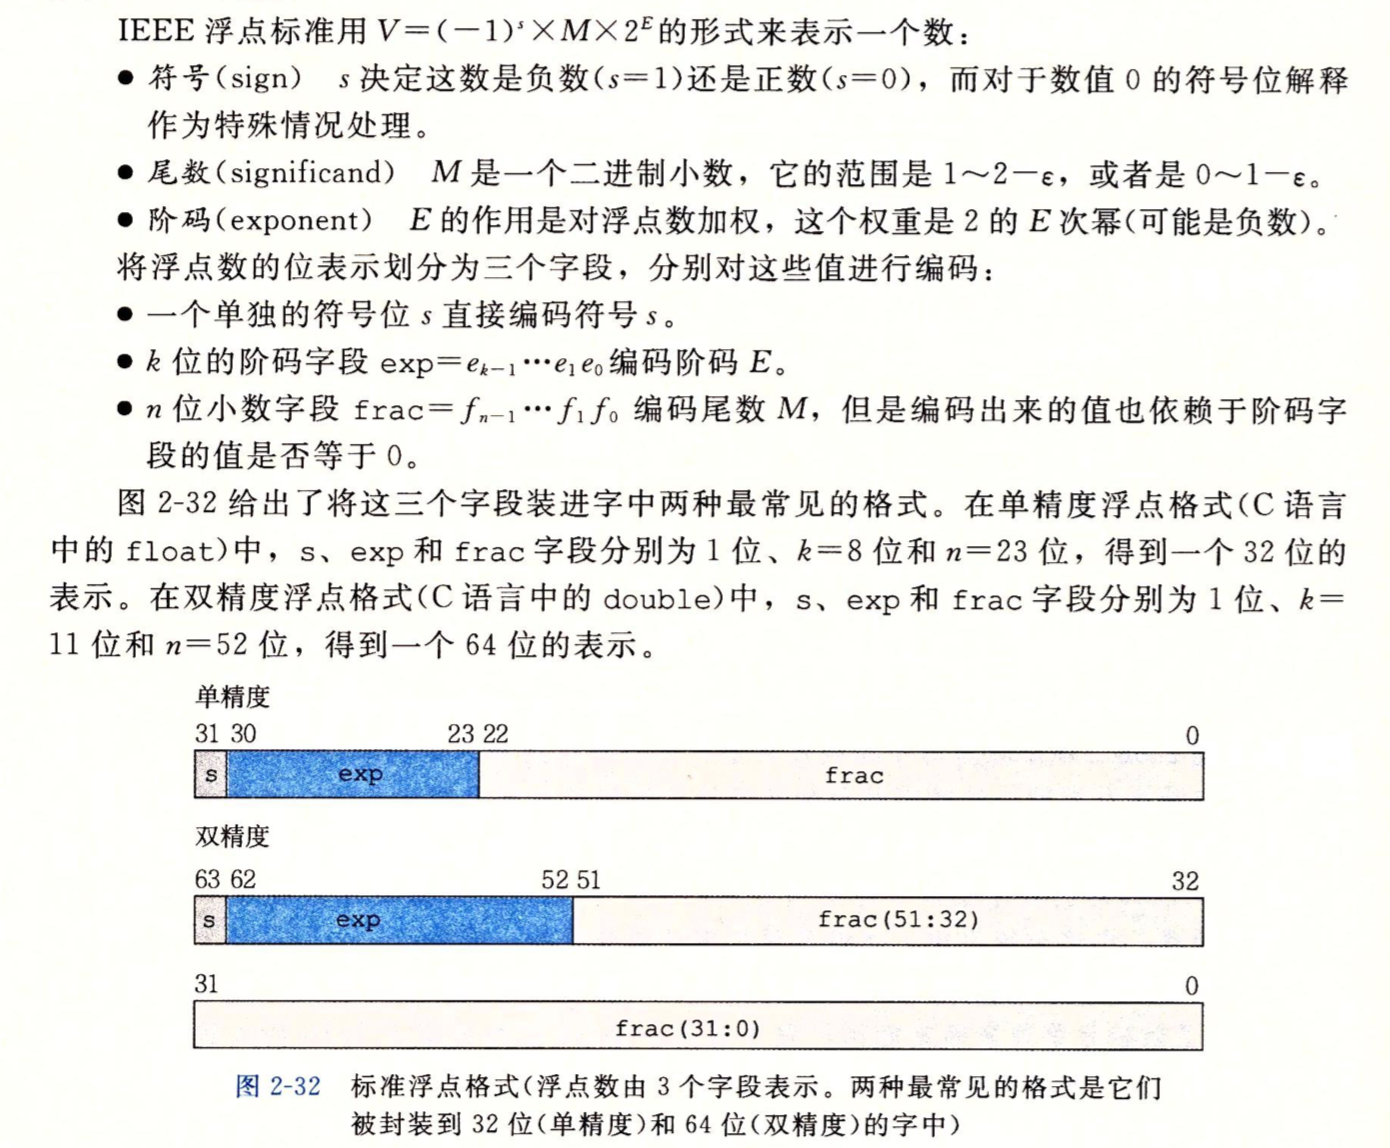 IEEE 浮点标准用 V=(-1)ˢ×M×2ᴱ的形式来表示一个数：
● 符号(sign) s 决定这数是负数(s=1)还是正数(s=0)，而对于数值 0 的符号位解释
作为特殊情况处理。
● 尾数(significand) M 是一个二进制小数，它的范围是 1～2-ε，或者是 0～1-ε。
● 阶码(exponent) E 的作用是对浮点数加权，这个权重是 2 的 E 次幂(可能是负数)。
将浮点数的位表示划分为三个字段，分别对这些值进行编码：
● 一个单独的符号位 s 直接编码符号 s。
● k 位的阶码字段 exp=eₖ₋₁⋯e₁e₀编码阶码 E。
● n 位小数字段 frac=fₙ₋₁⋯f₁f₀ 编码尾数 M，但是编码出来的值也依赖于阶码字
段的值是否等于 0。
图 2-32 给出了将这三个字段装进字中两种最常见的格式。在单精度浮点格式(C 语言
中的 float)中，s、exp 和 frac 字段分别为 1 位、k=8 位和 n=23 位，得到一个 32 位的
表示。在双精度浮点格式(C 语言中的 double)中，s、exp 和 frac 字段分别为 1 位、k=
11 位和 n=52 位，得到一个 64 位的表示。
单精度
31 30 23 22 0
s exp frac
双精度
63 62 52 51 32
s exp frac(51:32)
31 0
frac(31:0)
图 2-32 标准浮点格式(浮点数由 3 个字段表示。两种最常见的格式是它们
被封装到 32 位(单精度)和 64 位(双精度)的字中)